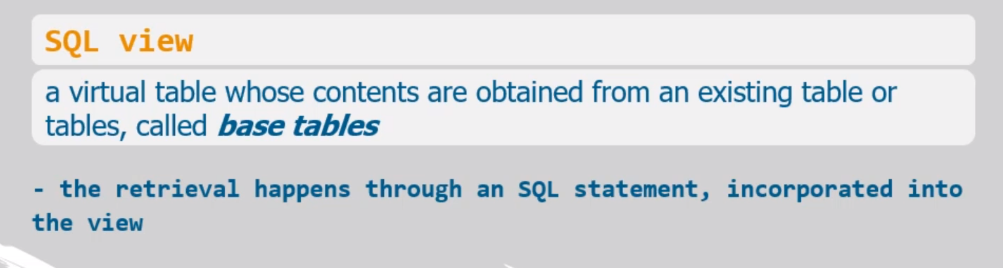 SQL view
a virtual table whose contents are obtained from an existing table or
tables, called base tables
- the retrieval happens through an SQL statement, incorporated into
the view